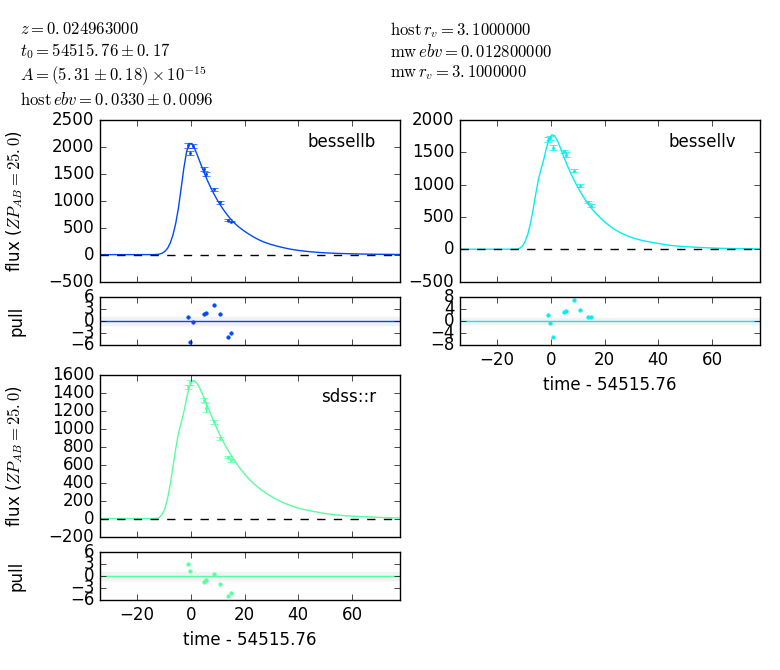 z = 0.024963000
t₀ = 54515.76 ± 0.17
A = (5.31 ± 0.18) × 10⁻¹⁵
host ebv = 0.0330 ± 0.0096
host r_v = 3.1000000
mw ebv = 0.012800000
mw r_v = 3.1000000
flux (ZP_AB = 25.0)
2500
2000
1500
1000
500
0
−500
bessellb
2000
1500
1000
500
0
−500
bessellv
pull
6
3
0
−3
−6
8
4
0
−4
−8
−20 0 20 40 60
time - 54515.76
flux (ZP_AB = 25.0)
1600
1400
1200
1000
800
600
400
200
0
−200
sdss::r
pull
6
3
0
−3
−6
−20 0 20 40 60
time - 54515.76